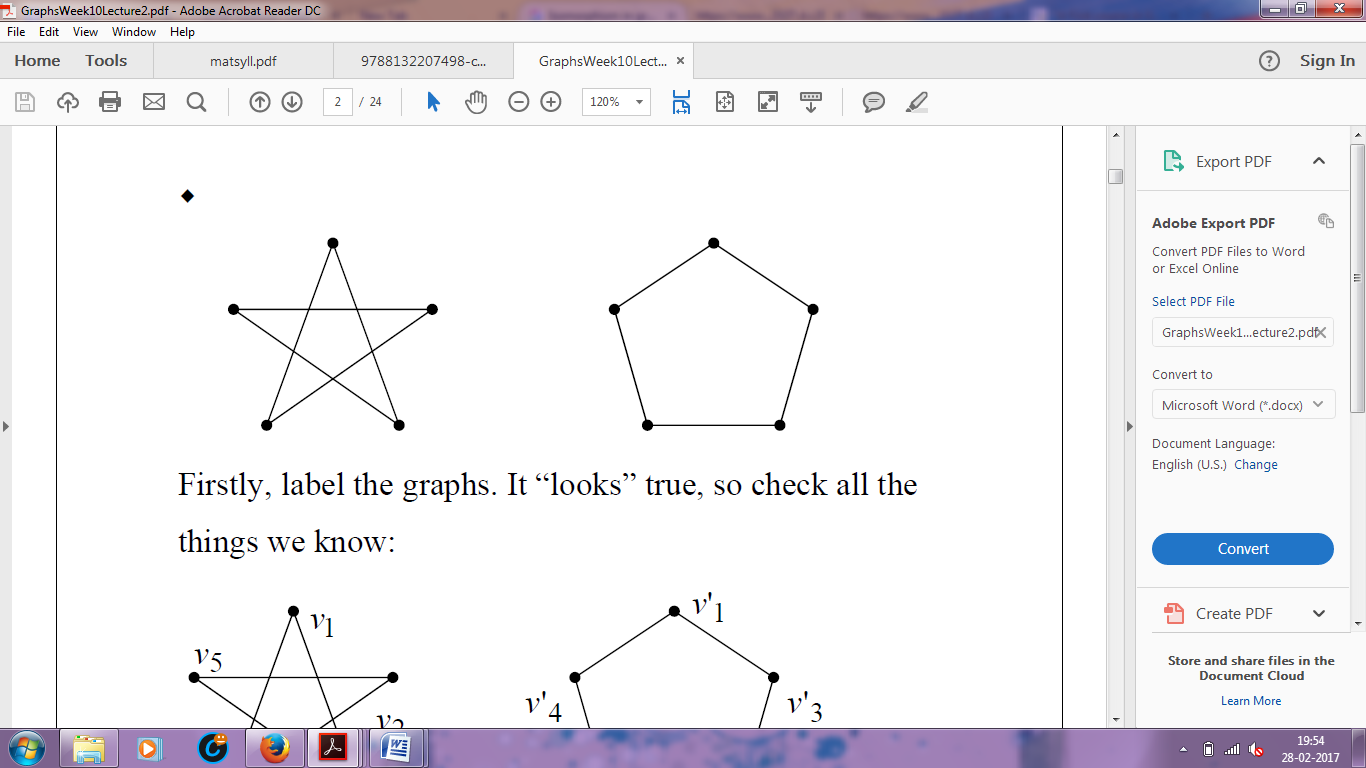 GraphsWeek10Lecture2.pdf - Adobe Acrobat Reader DC
File Edit View Window Help
Home Tools matsyll.pdf 9788132207498-c... GraphsWeek10Lect... × Sign In
2 / 24 120%
Export PDF
Adobe Export PDF
Convert PDF Files to Word
or Excel Online
Select PDF File
GraphsWeek1...ecture2.pdf
Convert to
Microsoft Word (*.docx)
Document Language:
English (U.S.) Change
Convert
Create PDF
Store and share files in the
Document Cloud
Learn More
Firstly, label the graphs. It “looks” true, so check all the
things we know:
v1 v'1
v5
v'4 v'3
19:54
28-02-2017